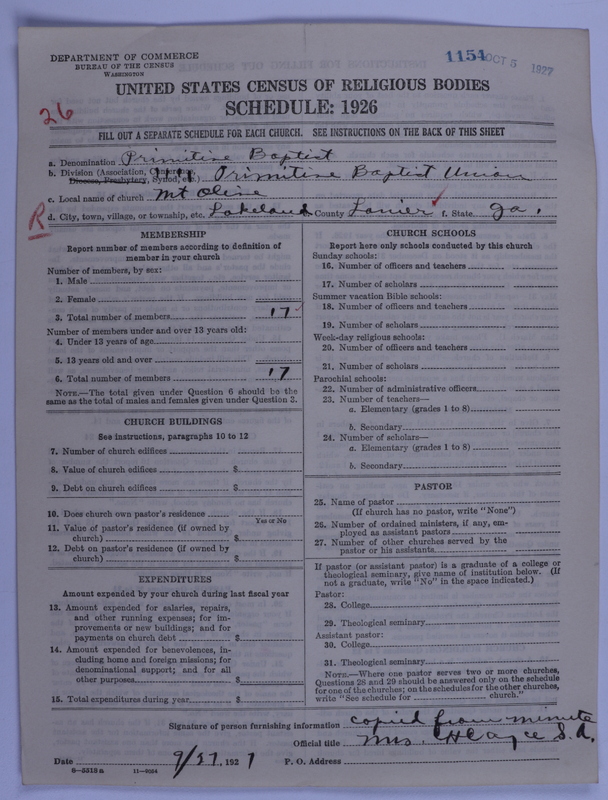 DEPARTMENT OF COMMERCE
BUREAU OF THE CENSUS
WASHINGTON
1154 OCT 5 1927
UNITED STATES CENSUS OF RELIGIOUS BODIES
SCHEDULE: 1926
26
FILL OUT A SEPARATE SCHEDULE FOR EACH CHURCH. SEE INSTRUCTIONS ON THE BACK OF THIS SHEET
a. Denomination Primitive Baptist
b. Division (Association, Conference, Diocese, Presbytery, Synod, etc.) Primitive Baptist Union
c. Local name of church Mt Olive
R d. City, town, village, or township, etc. Lakeland County Lanier f. State Ga.
MEMBERSHIP
Report number of members according to definition of
member in your church
Number of members, by sex:
1. Male
2. Female
3. Total number of members 17
Number of members under and over 13 years old:
4. Under 13 years of age
5. 13 years old and over
6. Total number of members 17
NOTE.—The total given under Question 6 should be the
same as the total of males and females given under Question 3.
CHURCH BUILDINGS
See instructions, paragraphs 10 to 12
7. Number of church edifices
8. Value of church edifices $
9. Debt on church edifices $
10. Does church own pastor's residence
Yes or No
11. Value of pastor's residence (if owned by
church) $
12. Debt on pastor's residence (if owned by
church) $
EXPENDITURES
Amount expended by your church during last fiscal year
13. Amount expended for salaries, repairs,
and other running expenses; for im-
provements or new buildings; and for
payments on church debt $
14. Amount expended for benevolences, in-
cluding home and foreign missions; for
denominational support; and for all
other purposes $
15. Total expenditures during year $
CHURCH SCHOOLS
Report here only schools conducted by this church
Sunday schools:
16. Number of officers and teachers
17. Number of scholars
Summer vacation Bible schools:
18. Number of officers and teachers
19. Number of scholars
Week-day religious schools:
20. Number of officers and teachers
21. Number of scholars
Parochial schools:
22. Number of administrative officers
23. Number of teachers—
a. Elementary (grades 1 to 8)
b. Secondary
24. Number of scholars—
a. Elementary (grades 1 to 8)
b. Secondary
PASTOR
25. Name of pastor
(If church has no pastor, write "None")
26. Number of ordained ministers, if any, em-
ployed as assistant pastors
27. Number of other churches served by the
pastor or his assistants
If pastor (or assistant pastor) is a graduate of a college or
theological seminary, give name of institution below. (If
not a graduate, write "No" in the space indicated.)
Pastor:
28. College
29. Theological seminary
Assistant pastor:
30. College
31. Theological seminary
NOTE.—Where one pastor serves two or more churches,
Questions 28 and 29 should be answered only on the schedule
for one of the churches; on the schedules for the other churches,
write "See schedule for church."
Signature of person furnishing information copied from minute
Official title Mrs. C H Cayce S.A.
Date 9/27, 1927 P. O. Address
8—5518a 11—9054